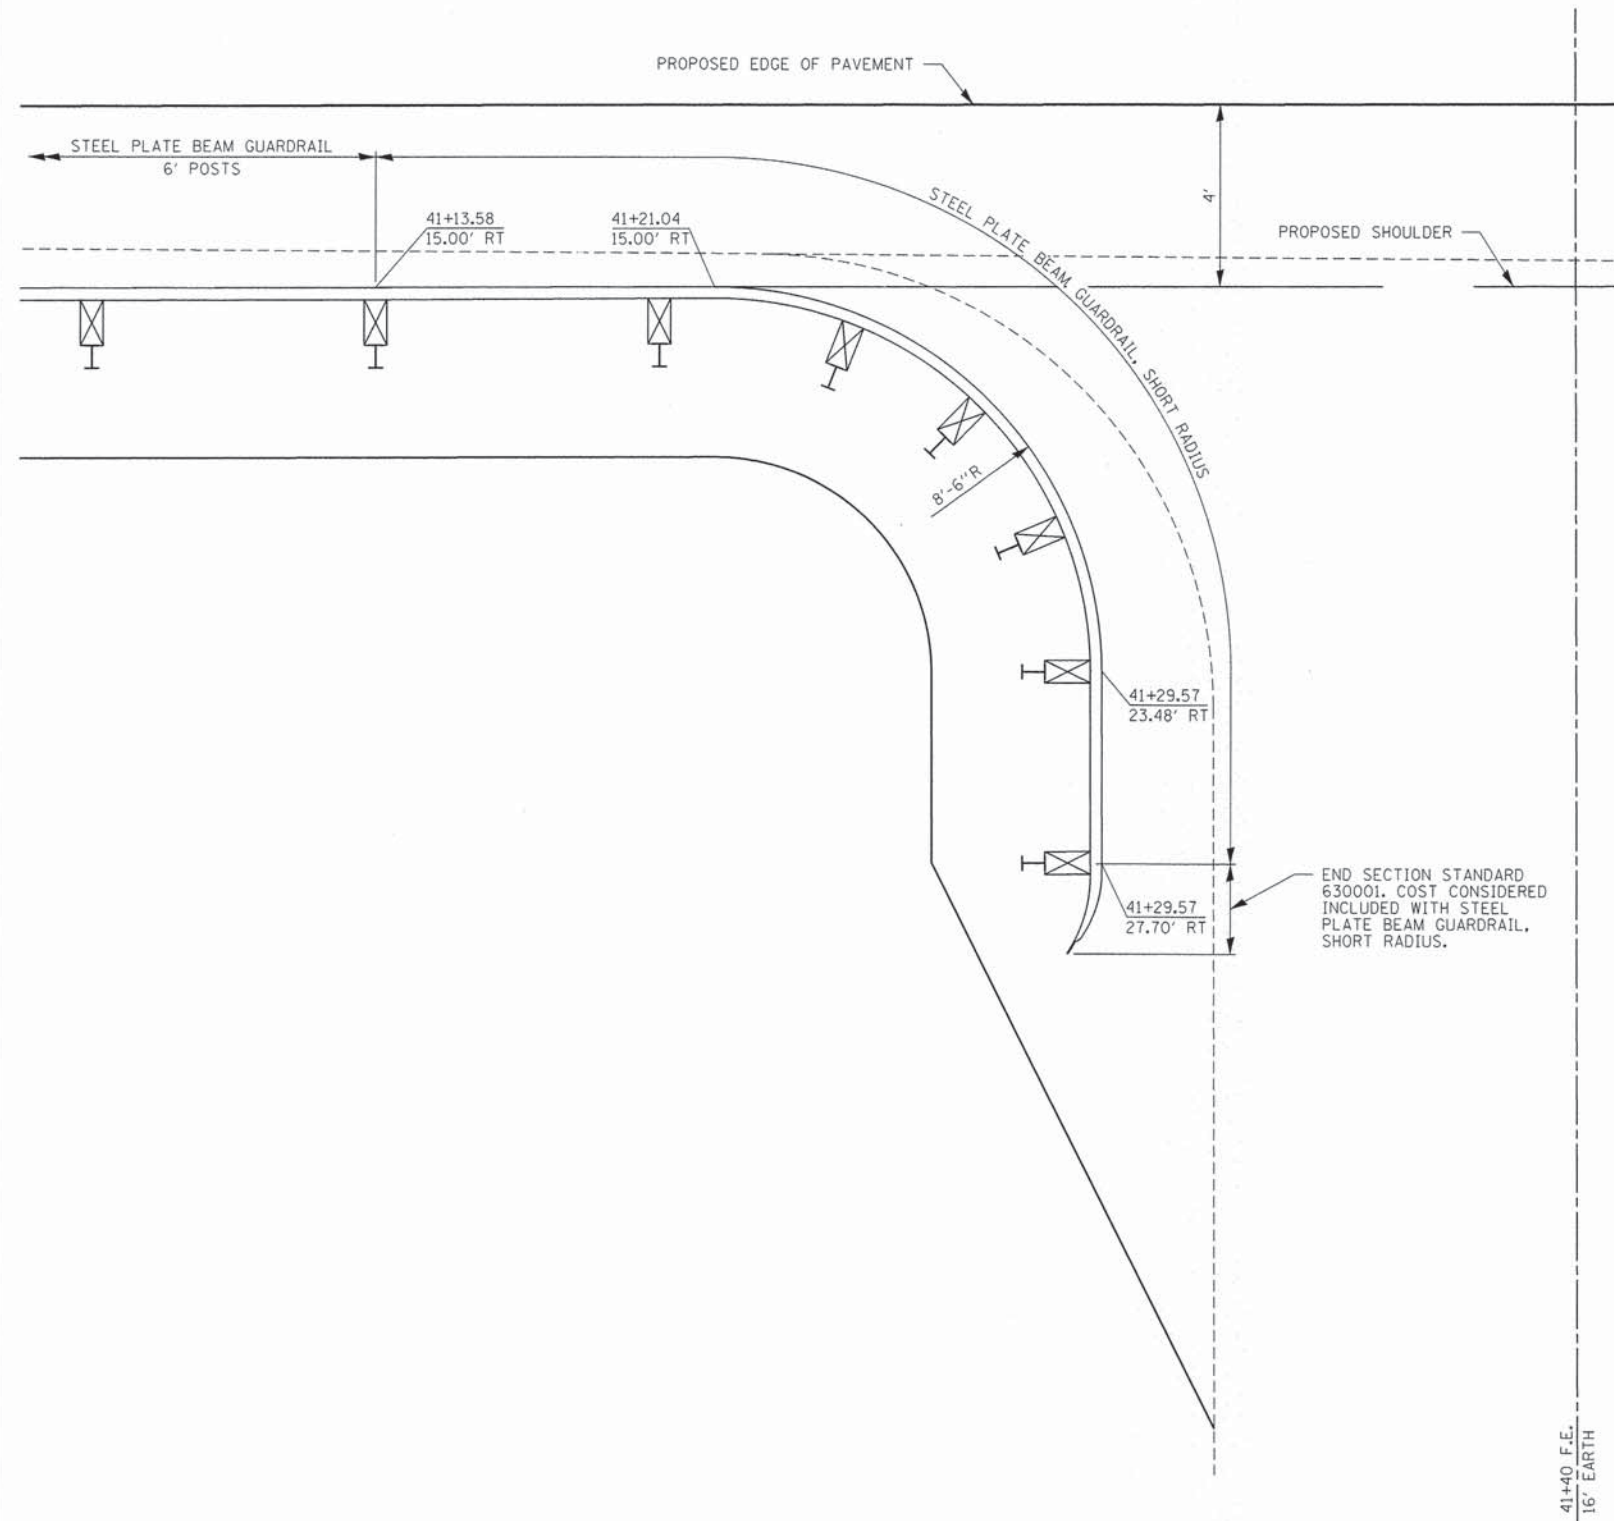 PROPOSED EDGE OF PAVEMENT
STEEL PLATE BEAM GUARDRAIL
6' POSTS
STEEL PLATE BEAM GUARDRAIL, SHORT RADIUS
4'
41+13.58
15.00' RT
41+21.04
15.00' RT
PROPOSED SHOULDER
8'-6"R
41+29.57
23.48' RT
41+29.57
27.70' RT
END SECTION STANDARD
630001. COST CONSIDERED
INCLUDED WITH STEEL
PLATE BEAM GUARDRAIL,
SHORT RADIUS.
41+40 F.E.
16' EARTH